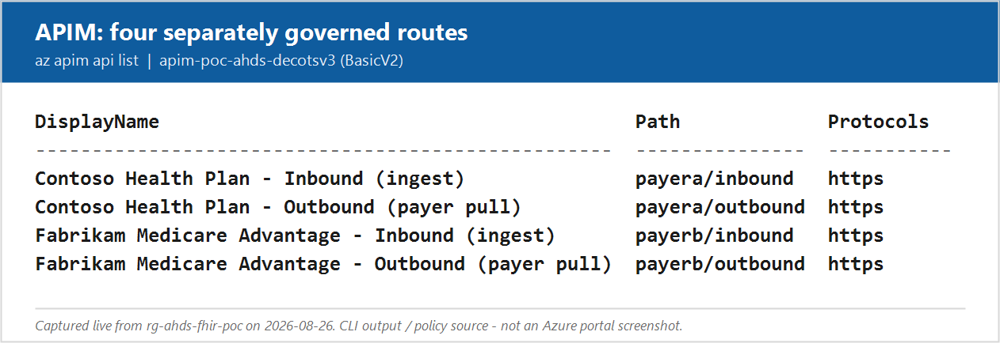 APIM: four separately governed routes
az apim api list | apim-poc-ahds-decotsv3 (BasicV2)
DisplayName Path Protocols
--------------------------------------------------- --------------- -----------
Contoso Health Plan - Inbound (ingest) payera/inbound https
Contoso Health Plan - Outbound (payer pull) payera/outbound https
Fabrikam Medicare Advantage - Inbound (ingest) payerb/inbound https
Fabrikam Medicare Advantage - Outbound (payer pull) payerb/outbound https
Captured live from rg-ahds-fhir-poc on 2026-08-26. CLI output / policy source - not an Azure portal screenshot.